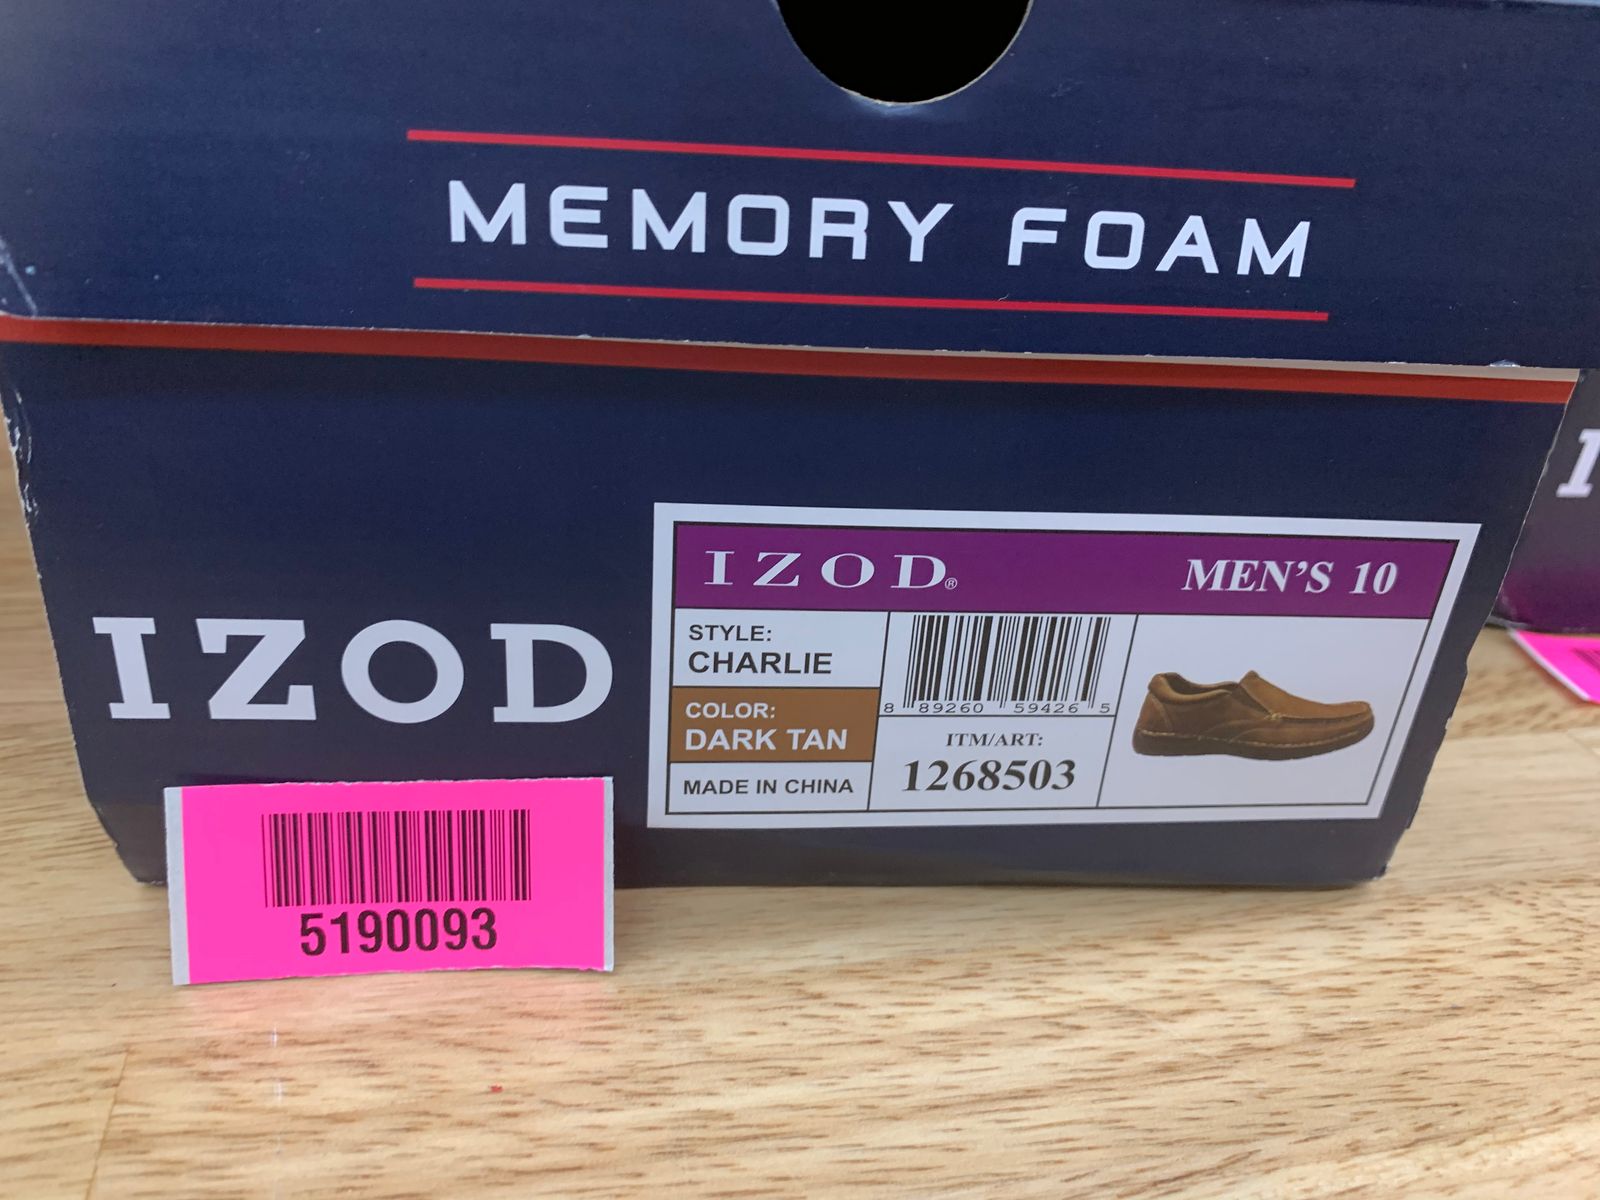 MEMORY FOAM
IZOD
IZOD® MEN'S 10
STYLE:
CHARLIE
COLOR:
DARK TAN
MADE IN CHINA
8 89260 59426 5
ITM/ART:
1268503
5190093
I